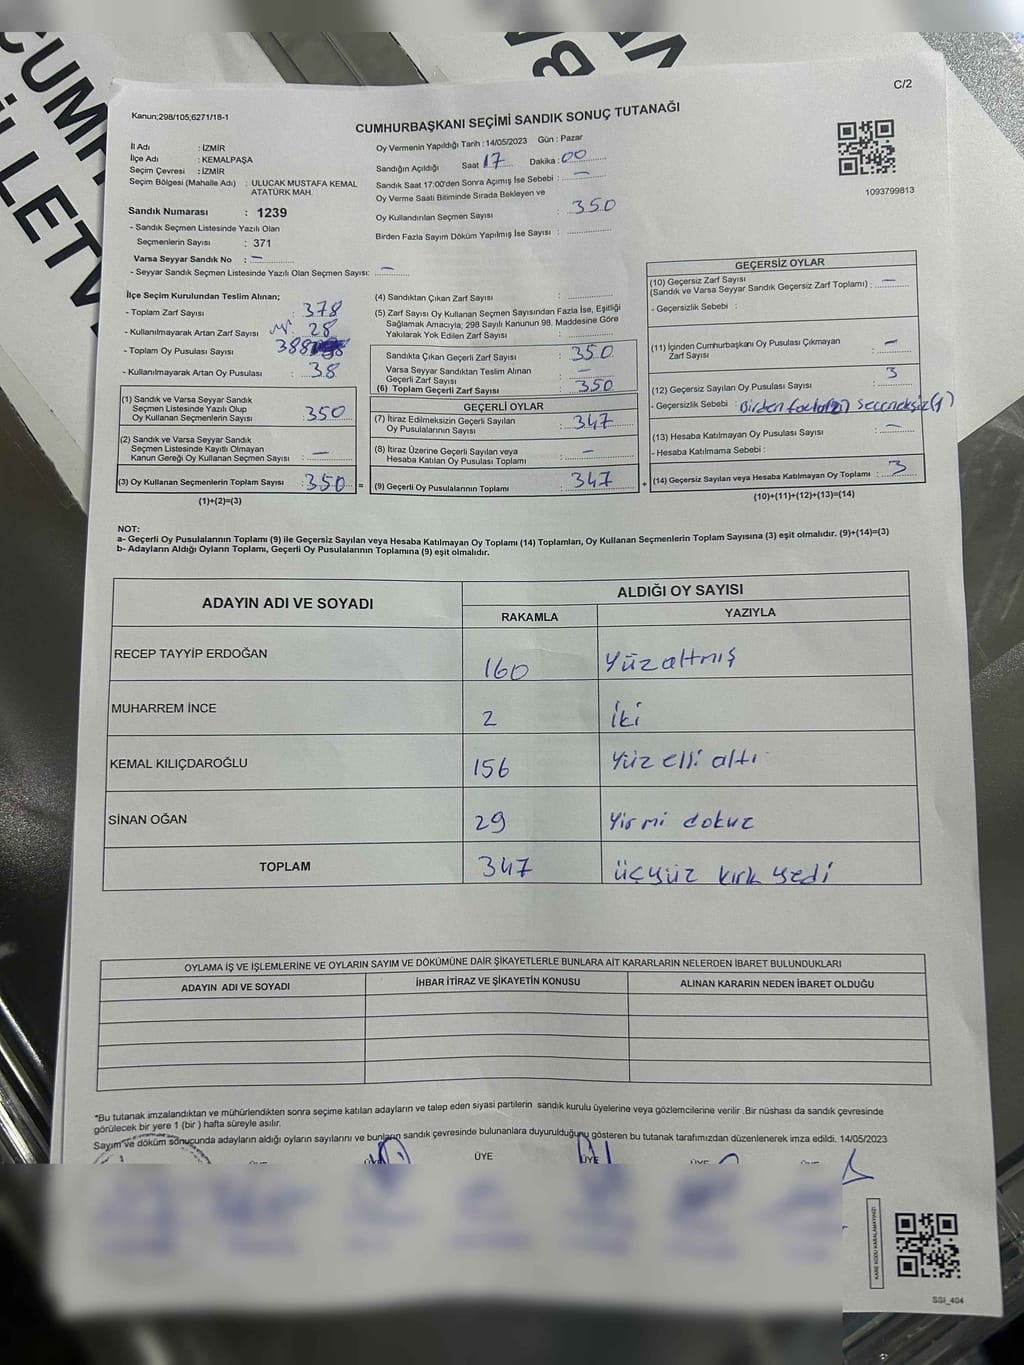 CUMH
İLLETV
BA
VA
C/2
Kanun;298/105,6271/18-1
CUMHURBAŞKANI SEÇİMİ SANDIK SONUÇ TUTANAĞI
İl Adı : İZMİR
İlçe Adı : KEMALPAŞA
Seçim Çevresi : İZMİR
Seçim Bölgesi (Mahalle Adı) : ULUCAK MUSTAFA KEMAL
ATATÜRK MAH.
Sandık Numarası : 1239
- Sandık Seçmen Listesinde Yazılı Olan
Seçmenlerin Sayısı : 371
Varsa Seyyar Sandık No : —
- Seyyar Sandık Seçmen Listesinde Yazılı Olan Seçmen Sayısı: —
Oy Vermenin Yapıldığı Tarih : 14/05/2023 Gün : Pazar
Sandığın Açıldığı Saat : 17 Dakika : 00
Sandık Saat 17:00'den Sonra Açımış İse Sebebi : —
Oy Verme Saati Bitiminde Sırada Bekleyen ve
Oy Kullandırılan Seçmen Sayısı : 350
Birden Fazla Sayım Döküm Yapılmış İse Sayısı :
1093799813
İlçe Seçim Kurulundan Teslim Alınan;
- Toplam Zarf Sayısı : 378
- Kullanılmayarak Artan Zarf Sayısı : 28
- Toplam Oy Pusulası Sayısı : 388
- Kullanılmayarak Artan Oy Pusulası : 38
(1) Sandık ve Varsa Seyyar Sandık
Seçmen Listesinde Yazılı Olup
Oy Kullanan Seçmenlerin Sayısı : 350
(2) Sandık ve Varsa Seyyar Sandık
Seçmen Listesinde Kayıtlı Olmayan
Kanun Gereği Oy Kullanan Seçmen Sayısı : —
(3) Oy Kullanan Seçmenlerin Toplam Sayısı : 350 =
(1)+(2)=(3)
(4) Sandıktan Çıkan Zarf Sayısı :
(5) Zarf Sayısı Oy Kullanan Seçmen Sayısından Fazla İse, Eşitliği
Sağlamak Amacıyla; 298 Sayılı Kanunun 98. Maddesine Göre
Yakılarak Yok Edilen Zarf Sayısı :
Sandıkta Çıkan Geçerli Zarf Sayısı : 350
Varsa Seyyar Sandıktan Teslim Alınan
Geçerli Zarf Sayısı : —
(6) Toplam Geçerli Zarf Sayısı : 350
GEÇERLİ OYLAR
(7) İtiraz Edilmeksizin Geçerli Sayılan
Oy Pusulalarının Sayısı : 347
(8) İtiraz Üzerine Geçerli Sayılan veya
Hesaba Katılan Oy Pusulası Toplamı : —
(9) Geçerli Oy Pusulalarının Toplamı : 347 +
GEÇERSİZ OYLAR
(10) Geçersiz Zarf Sayısı
(Sandık ve Varsa Seyyar Sandık Geçersiz Zarf Toplamı) : —
- Geçersizlik Sebebi :
(11) İçinden Cumhurbaşkanı Oy Pusulası Çıkmayan
Zarf Sayısı : —
(12) Geçersiz Sayılan Oy Pusulası Sayısı : 3
- Geçersizlik Sebebi : Birden seçeneksiz(1)
(13) Hesaba Katılmayan Oy Pusulası Sayısı : —
- Hesaba Katılmama Sebebi :
(14) Geçersiz Sayılan veya Hesaba Katılmayan Oy Toplamı : 3
(10)+(11)+(12)+(13)=(14)
NOT:
a- Geçerli Oy Pusulalarının Toplamı (9) ile Geçersiz Sayılan veya Hesaba Katılmayan Oy Toplamı (14) Toplamları, Oy Kullanan Seçmenlerin Toplam Sayısına (3) eşit olmalıdır. (9)+(14)=(3)
b- Adayların Aldığı Oyların Toplamı, Geçerli Oy Pusulalarının Toplamına (9) eşit olmalıdır.
ADAYIN ADI VE SOYADI
ALDIĞI OY SAYISI
RAKAMLA YAZIYLA
RECEP TAYYİP ERDOĞAN 160 Yüzaltmış
MUHARREM İNCE 2 İki
KEMAL KILIÇDAROĞLU 156 Yüz elli altı
SİNAN OĞAN 29 Yirmi dokuz
TOPLAM 347 üçyüz kırk yedi
OYLAMA İŞ VE İŞLEMLERİNE VE OYLARIN SAYIM VE DÖKÜMÜNE DAİR ŞİKAYETLERLE BUNLARA AİT KARARLARIN NELERDEN İBARET BULUNDUKLARI
ADAYIN ADI VE SOYADI İHBAR İTİRAZ VE ŞİKAYETİN KONUSU ALINAN KARARIN NEDEN İBARET OLDUĞU
*Bu tutanak imzalandıktan ve mühürlendikten sonra seçime katılan adayların ve talep eden siyasi partilerin sandık kurulu üyelerine veya gözlemcilerine verilir .Bir nüshası da sandık çevresinde
görülecek bir yere 1 (bir ) hafta süreyle asılır.
Sayım ve döküm sonucunda adayların aldığı oyların sayılarını ve bunların sandık çevresinde bulunanlara duyurulduğunu gösteren bu tutanak tarafımızdan düzenlenerek imza edildi. 14/05/2023
ÜYE ÜYE ÜYE
KARE KODU KARALAMAYINIZ!
SSI_404